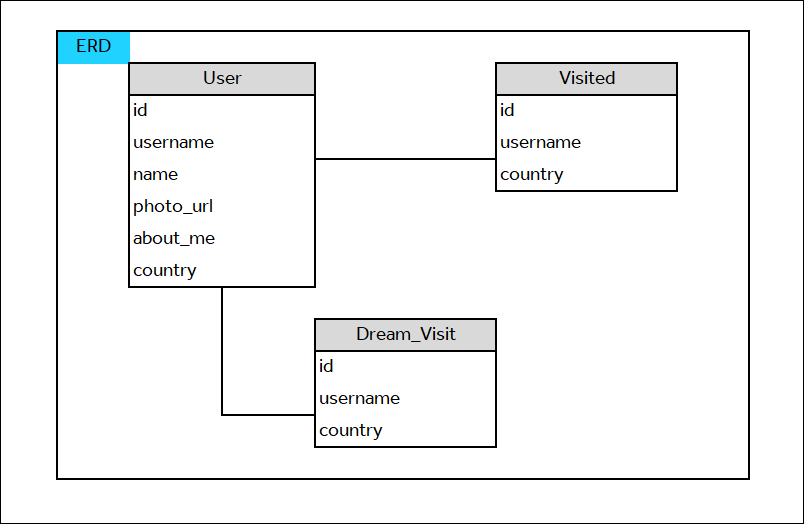 ERD
User
id
username
name
photo_url
about_me
country
Visited
id
username
country
Dream_Visit
id
username
country